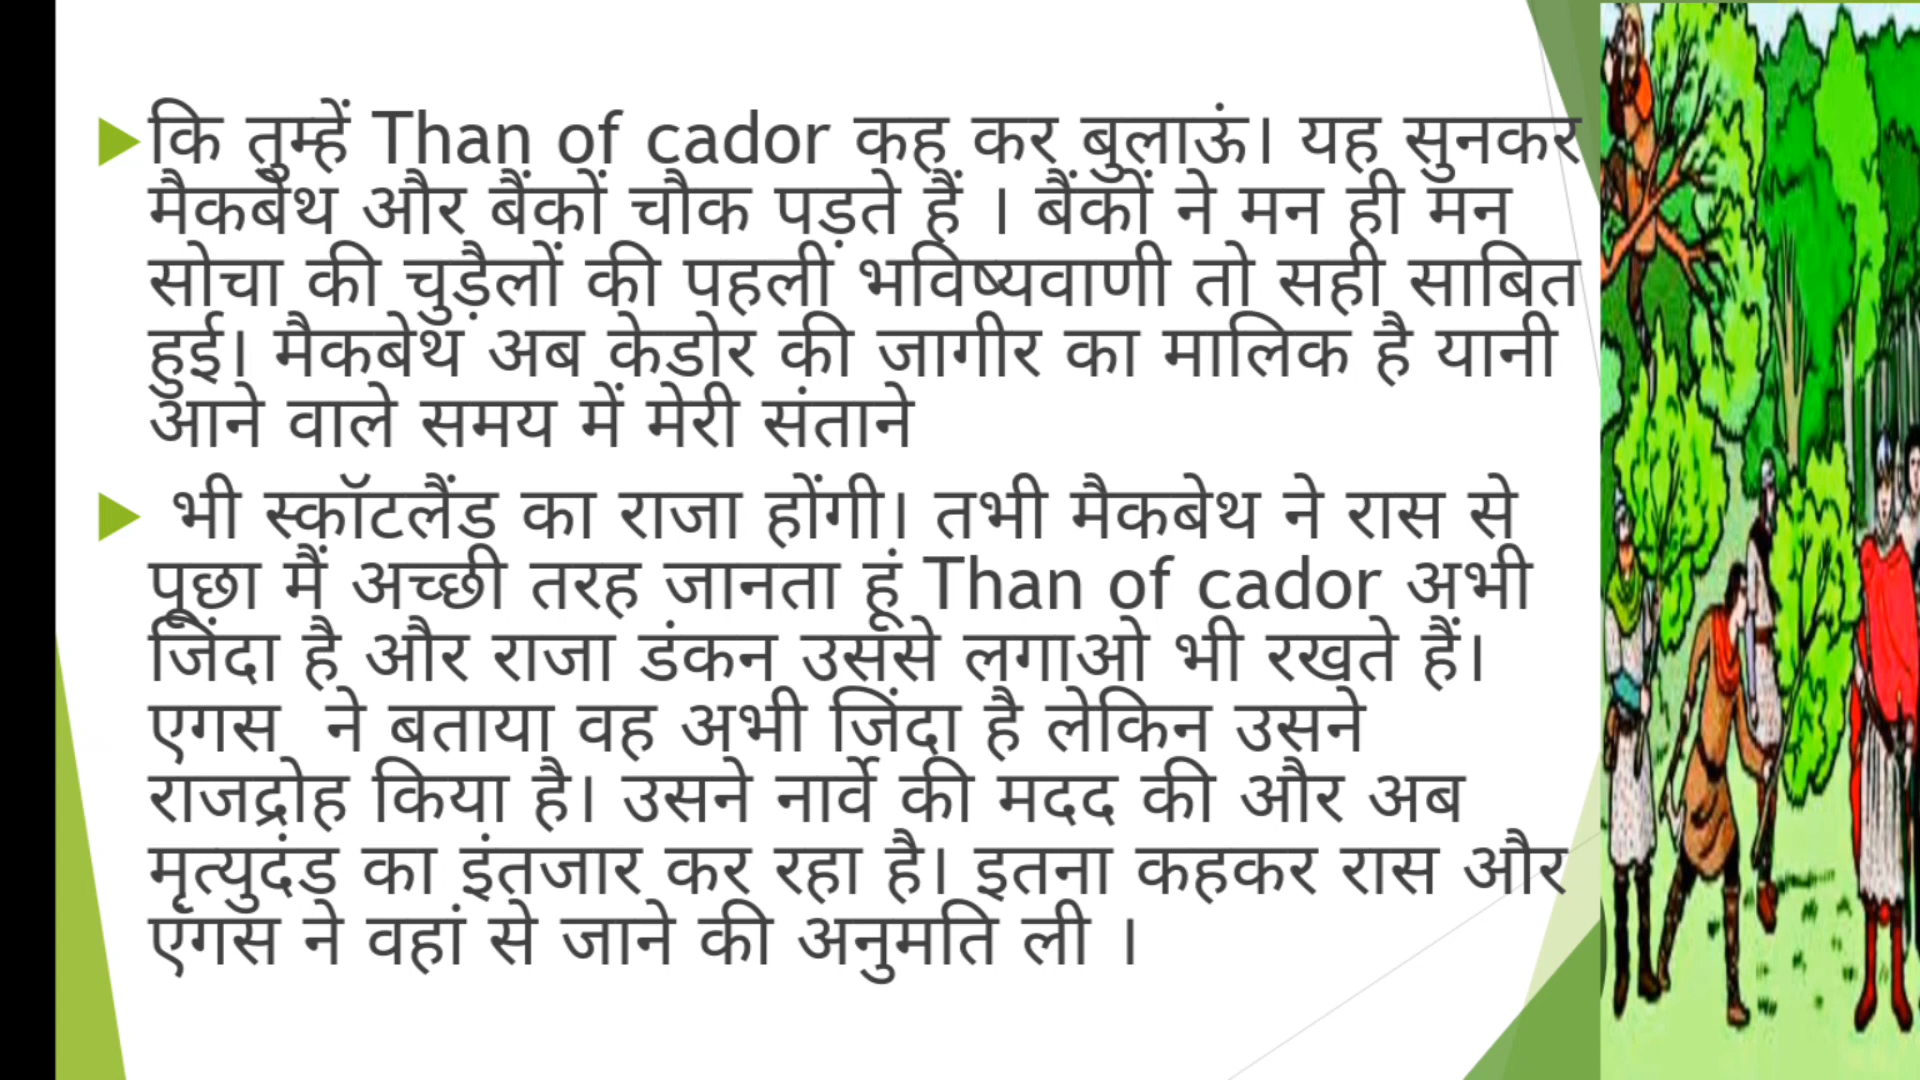 कि तुम्हें Than of cador कह कर बुलाऊं। यह सुनकर
मैकबेथ और बैंकों चौक पड़ते हैं । बैंकों ने मन ही मन
सोचा की चुड़ैलों की पहली भविष्यवाणी तो सही साबित
हुई। मैकबेथ अब केडोर की जागीर का मालिक है यानी
आने वाले समय में मेरी संताने
भी स्कॉटलैंड का राजा होंगी। तभी मैकबेथ ने रास से
पूछा मैं अच्छी तरह जानता हूं Than of cador अभी
जिंदा है और राजा डंकन उससे लगाओ भी रखते हैं।
एगस ने बताया वह अभी जिंदा है लेकिन उसने
राजद्रोह किया है। उसने नार्वे की मदद की और अब
मृत्युदंड का इंतजार कर रहा है। इतना कहकर रास और
एगस ने वहां से जाने की अनुमति ली ।